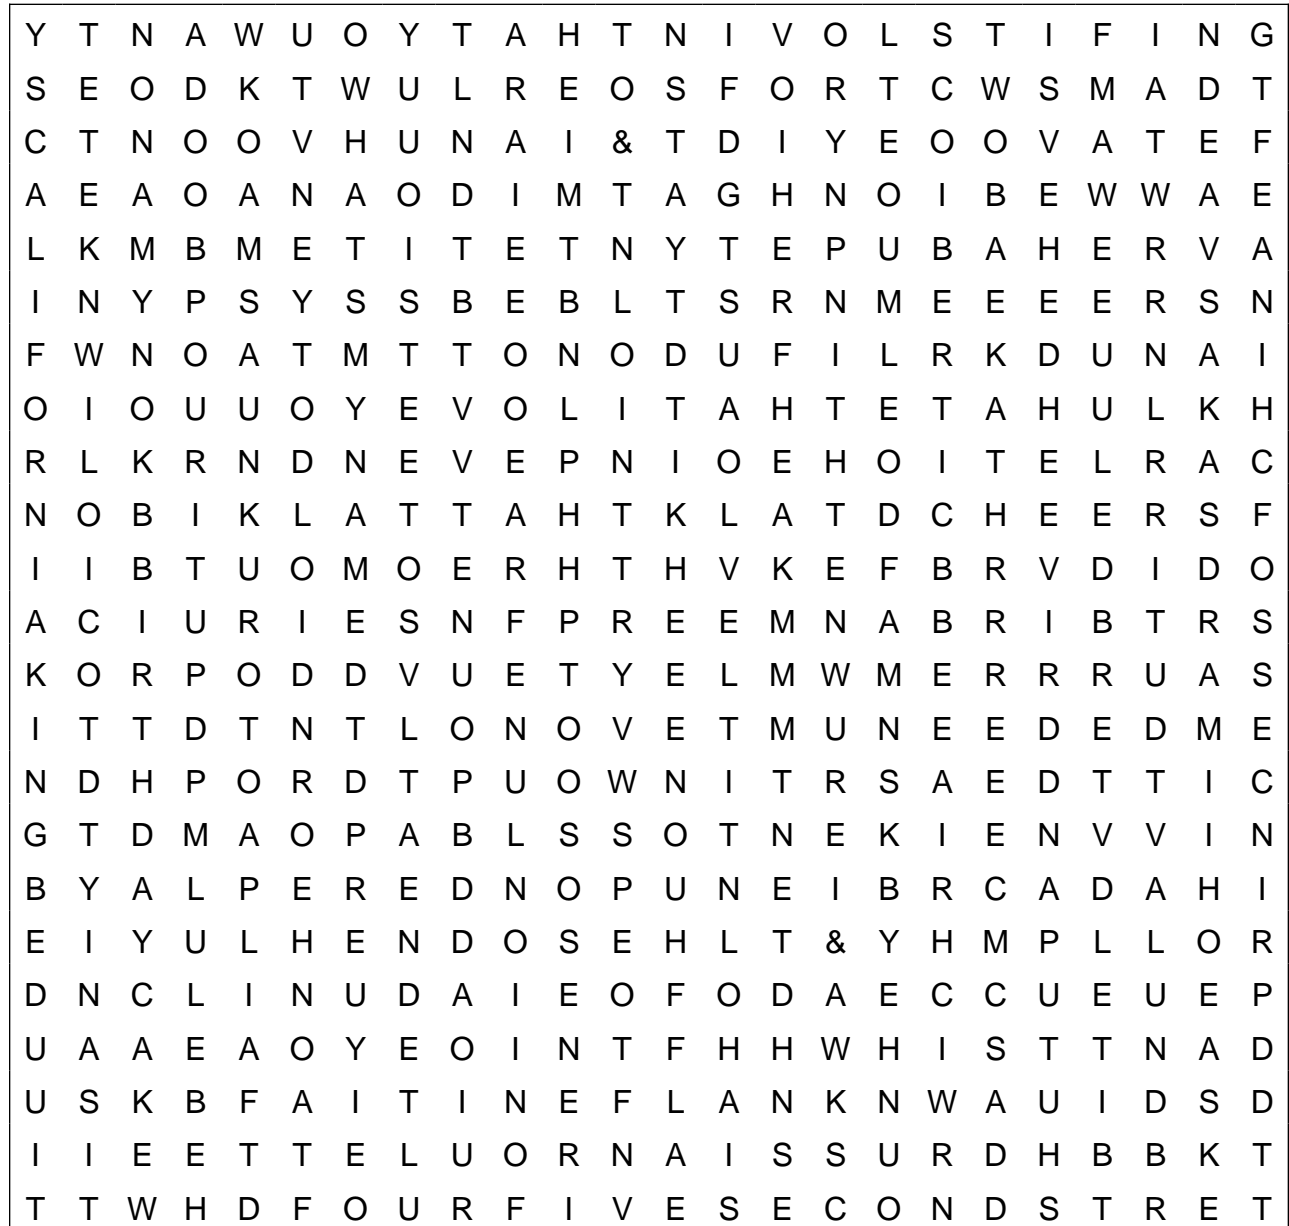 Y T N A W U O Y T A H T N I V O L S T I F I N G
S E O D K T W U L R E O S F O R T C W S M A D T
C T N O O V H U N A I & T D I Y E O O V A T E F
A E A O A N A O D I M T A G H N O I B E W W A E
L K M B M E T I T E T N Y T E P U B A H E R V A
I N Y P S Y S S B E B L T S R N M E E E E R S N
F W N O A T M T T O N O D U F I L R K D U N A I
O I O U U O Y E V O L I T A H T E T A H U L K H
R L K R N D N E V E P N I O E H O I T E L R A C
N O B I K L A T T A H T K L A T D C H E E R S F
I I B T U O M O E R H T H V K E F B R V D I D O
A C I U R I E S N F P R E E M N A B R I B T R S
K O R P O D D V U E T Y E L M W M E R R R U A S
I T T D T N T L O N O V E T M U N E E D E D M E
N D H P O R D T P U O W N I T R S A E D T T I C
G T D M A O P A B L S S O T N E K I E N V V I N
B Y A L P E R E D N O P U N E I B R C A D A H I
E I Y U L H E N D O S E H L T & Y H M P L L O R
D N C L I N U D A I E O F O D A E C C U E U E P
U A A E A O Y E O I N T F H H W H I S T T N A D
U S K B F A I T I N E F L A N K N W A U I D S D
I I E E T T E L U O R N A I S S U R D H B B K T
T T W H D F O U R F I V E S E C O N D S T R E T